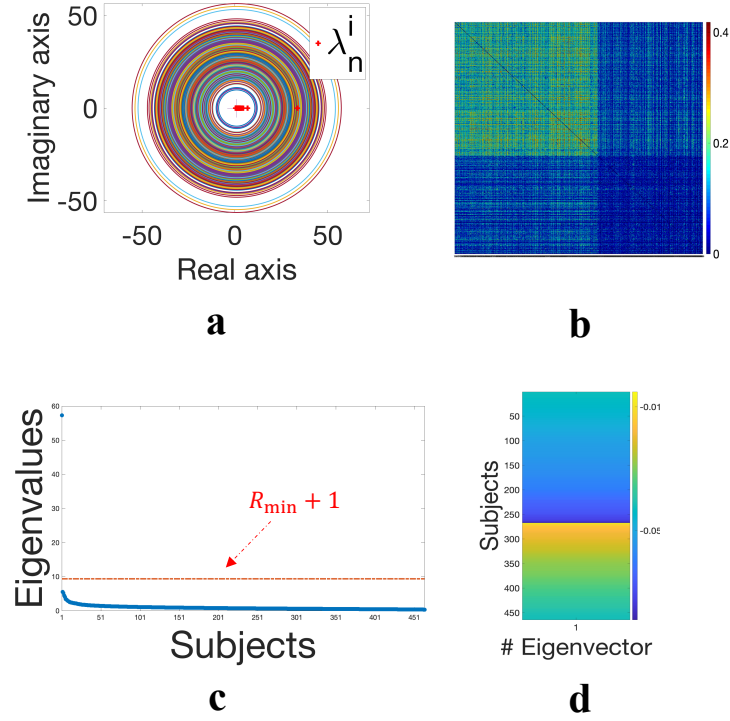 Imaginary axis
50
0
-50
-50
0
50
Real axis
λ
i
n
a
0.4
0.2
0
b
Eigenvalues
60
50
40
30
20
10
0
1
51
101
151
201
251
301
351
401
451
R_min + 1
Subjects
c
Subjects
50
100
150
200
250
300
350
400
450
1
# Eigenvector
-0.01
-0.05
d